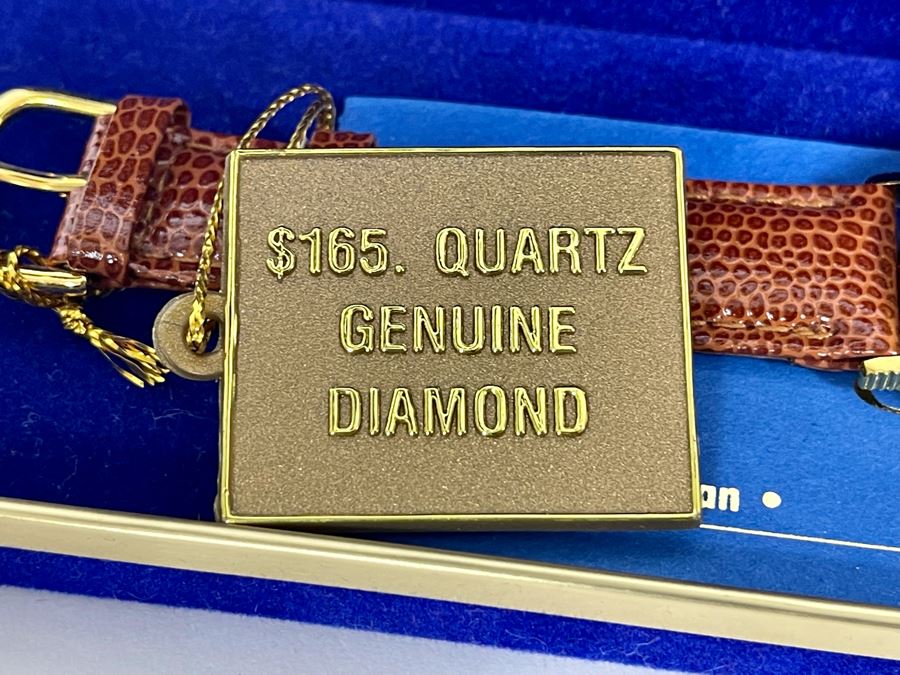 $165. QUARTZ
GENUINE
DIAMOND